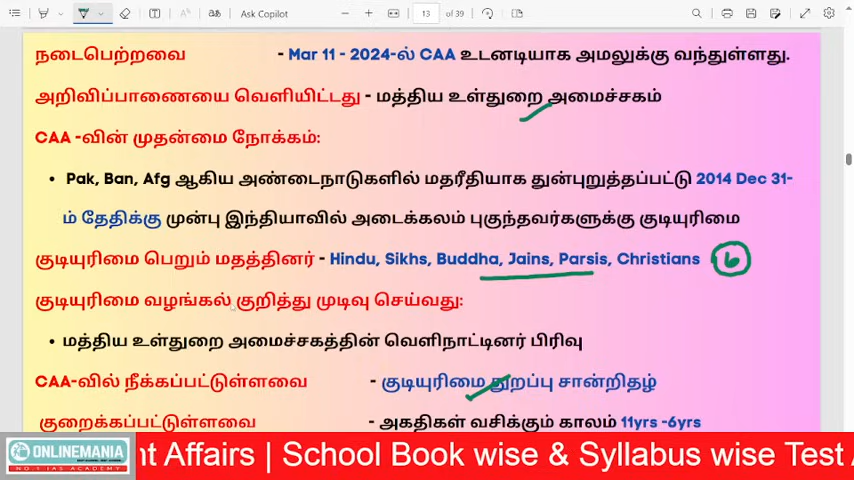 Ask Copilot
13 of 39
நடைபெற்றவை - Mar 11 - 2024-ல் CAA உடனடியாக அமலுக்கு வந்துள்ளது.
அறிவிப்பாணையை வெளியிட்டது - மத்திய உள்துறை அமைச்சகம்
CAA -வின் முதன்மை நோக்கம்:
• Pak, Ban, Afg ஆகிய அண்டைநாடுகளில் மதரீதியாக துன்புறுத்தப்பட்டு 2014 Dec 31-
ம் தேதிக்கு முன்பு இந்தியாவில் அடைக்கலம் புகுந்தவர்களுக்கு குடியுரிமை
குடியுரிமை பெறும் மதத்தினர் - Hindu, Sikhs, Buddha, Jains, Parsis, Christians 6
குடியுரிமை வழங்கல் குறித்து முடிவு செய்வது:
• மத்திய உள்துறை அமைச்சகத்தின் வெளிநாட்டினர் பிரிவு
CAA-வில் நீக்கப்பட்டுள்ளவை - குடியுரிமை துறப்பு சான்றிதழ்
குறைக்கப்பட்டுள்ளவை - அகதிகள் வசிக்கும் காலம் 11yrs -6yrs
ONLINEMANIA
NO.1 IAS ACADEMY
nt Affairs | School Book wise & Syllabus wise Test